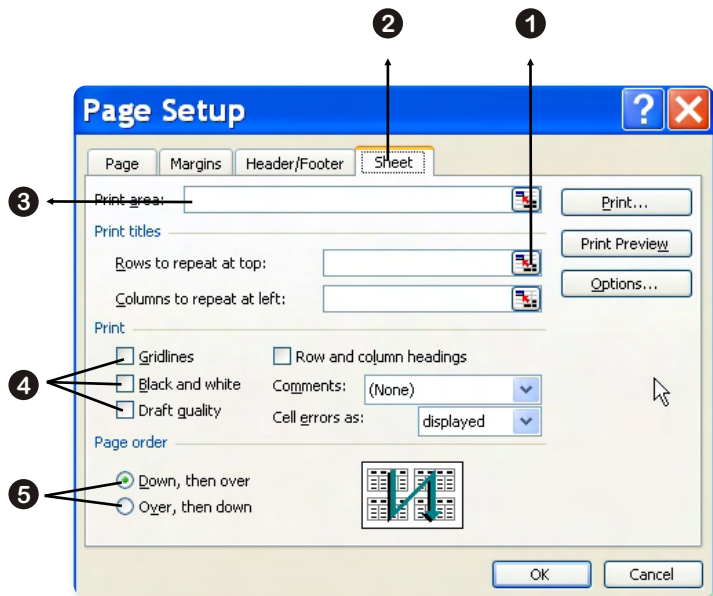 2 1
Page Setup ?
Page Margins Header/Footer Sheet
3 Print area: Print...
Print titles Print Preview
Rows to repeat at top:
Options...
Columns to repeat at left:
Print
Gridlines Row and column headings
4 Black and white Comments: (None)
Draft quality Cell errors as: displayed
Page order
5 Down, then over
Over, then down
OK Cancel